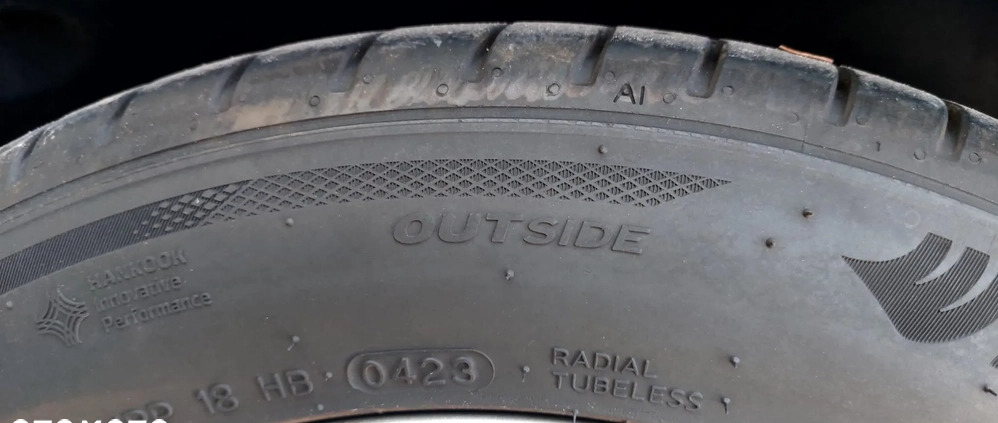 AI
OUTSIDE
HANKOOK
Innovative
Performance
18 HB 0423
RADIAL
TUBELESS